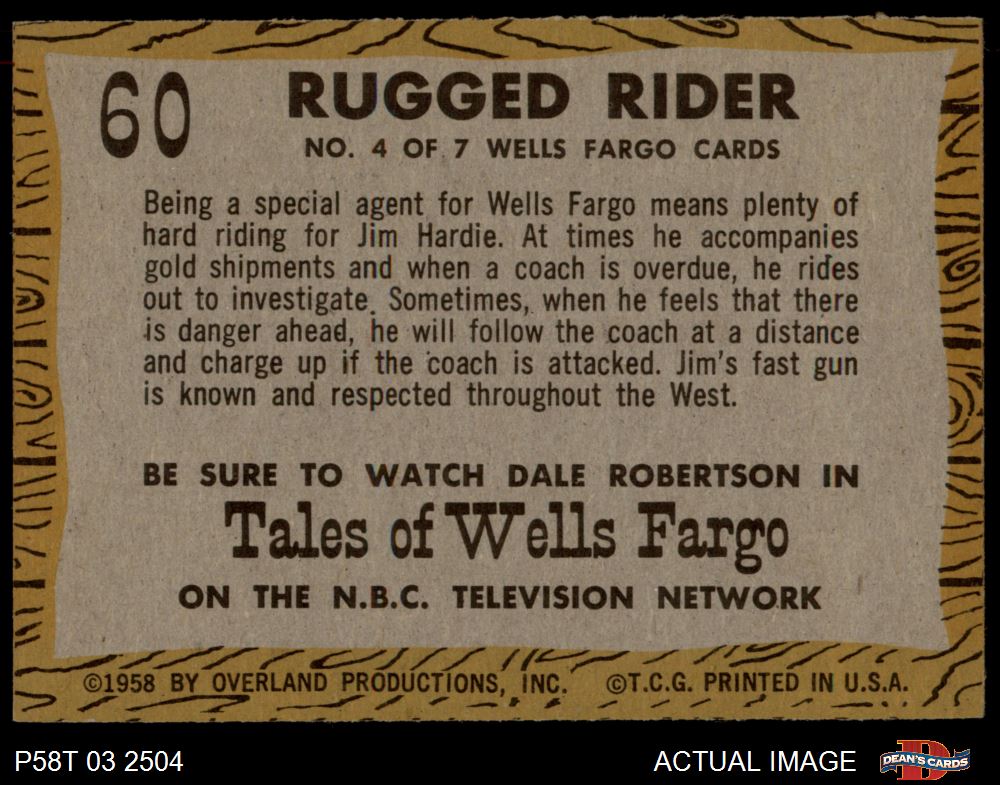 60
RUGGED RIDER
NO. 4 OF 7 WELLS FARGO CARDS
Being a special agent for Wells Fargo means plenty of
hard riding for Jim Hardie. At times he accompanies
gold shipments and when a coach is overdue, he rides
out to investigate. Sometimes, when he feels that there
is danger ahead, he will follow the coach at a distance
and charge up if the coach is attacked. Jim's fast gun
is known and respected throughout the West.
BE SURE TO WATCH DALE ROBERTSON IN
Tales of Wells Fargo
ON THE N.B.C. TELEVISION NETWORK
©1958 BY OVERLAND PRODUCTIONS, INC. ©T.C.G. PRINTED IN U.S.A.
P58T 03 2504 ACTUAL IMAGE D DEAN'S CARDS